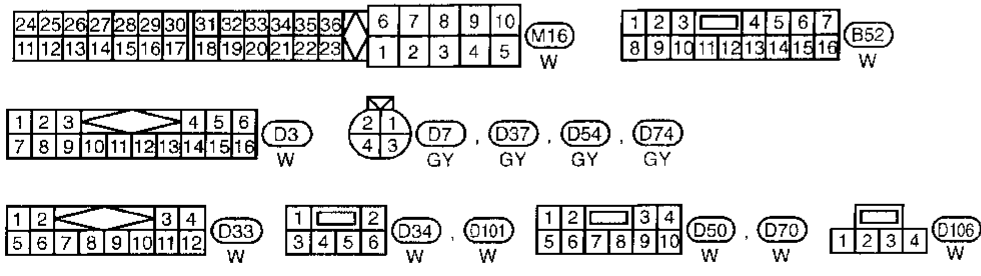 24 25 26 27 28 29 30 31 32 33 34 35 36 6 7 8 9 10
11 12 13 14 15 16 17 18 19 20 21 22 23 1 2 3 4 5
M16
W
1 2 3 4 5 6 7
8 9 10 11 12 13 14 15 16
B52
W
1 2 3 4 5 6
7 8 9 10 11 12 13 14 15 16
D3
W
2 1
4 3
D7 , D37 , D54 , D74
GY GY GY GY
1 2 3 4
5 6 7 8 9 10 11 12
D33
W
1 2
3 4 5 6
D34 , D101
W W
1 2 3 4
5 6 7 8 9 10
D50 , D70
W W
1 2 3 4
D106
W